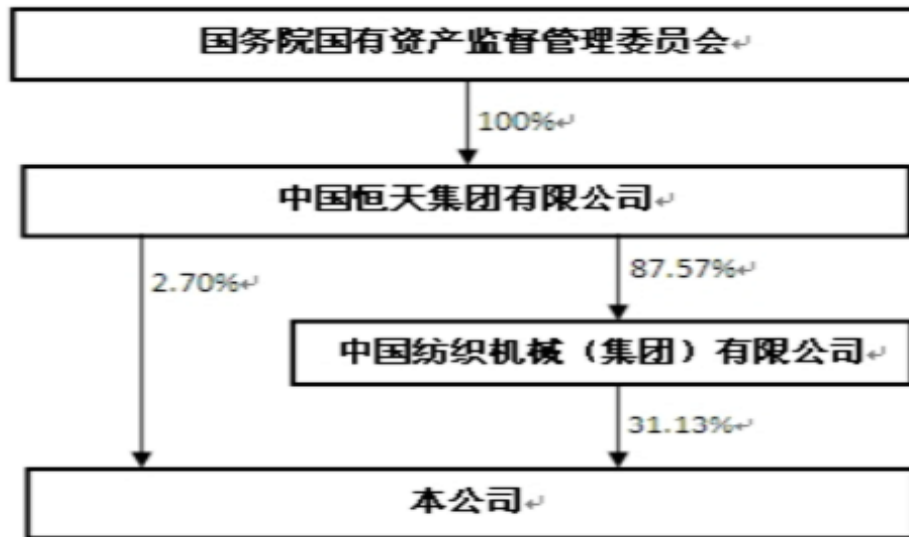 国务院国有资产监督管理委员会↵
100%↵
中国恒天集团有限公司↵
2.70%↵
87.57%↵
中国纺织机械（集团）有限公司↵
31.13%↵
本公司↵